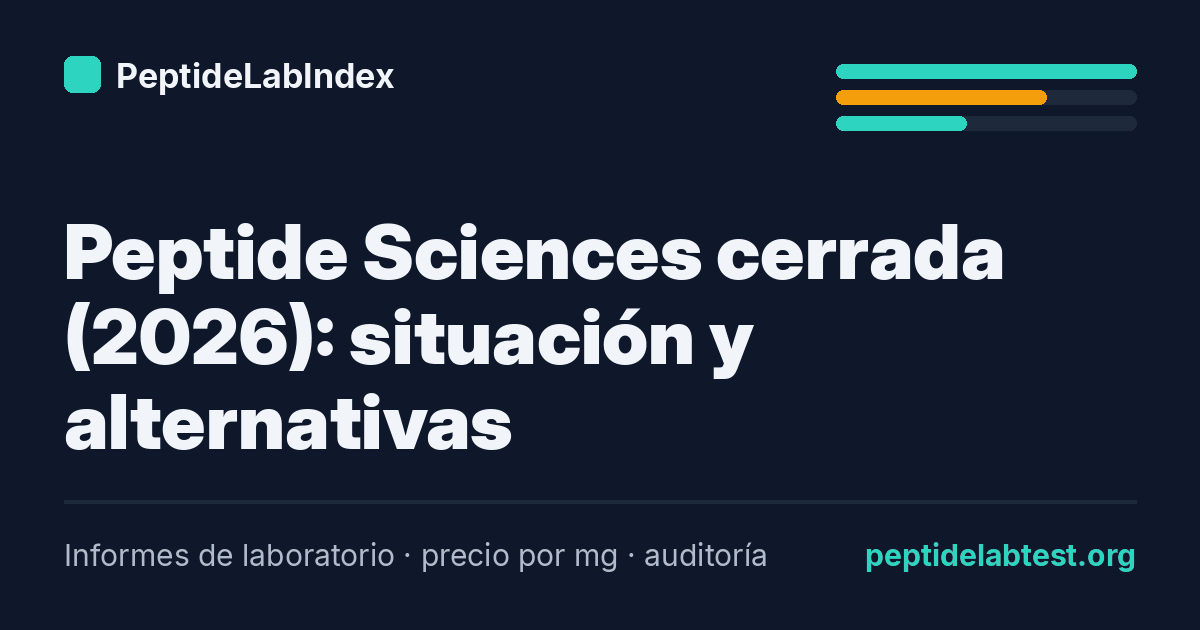 PeptideLabIndex
Peptide Sciences cerrada
(2026): situación y
alternativas
Informes de laboratorio · precio por mg · auditoría
peptidelabtest.org